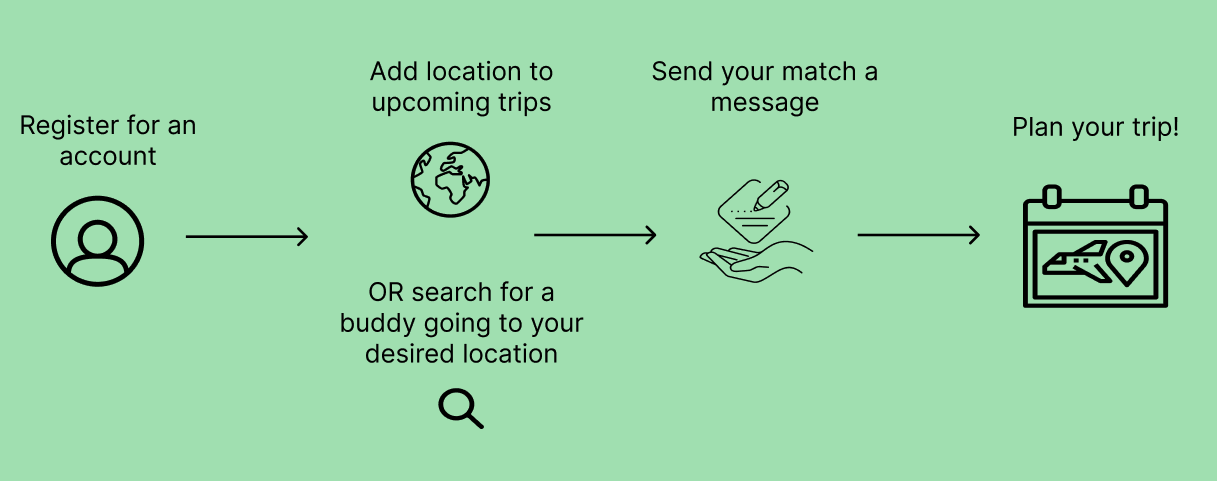 Register for an
account
Add location to
upcoming trips
OR search for a
buddy going to your
desired location
Send your match a
message
Plan your trip!